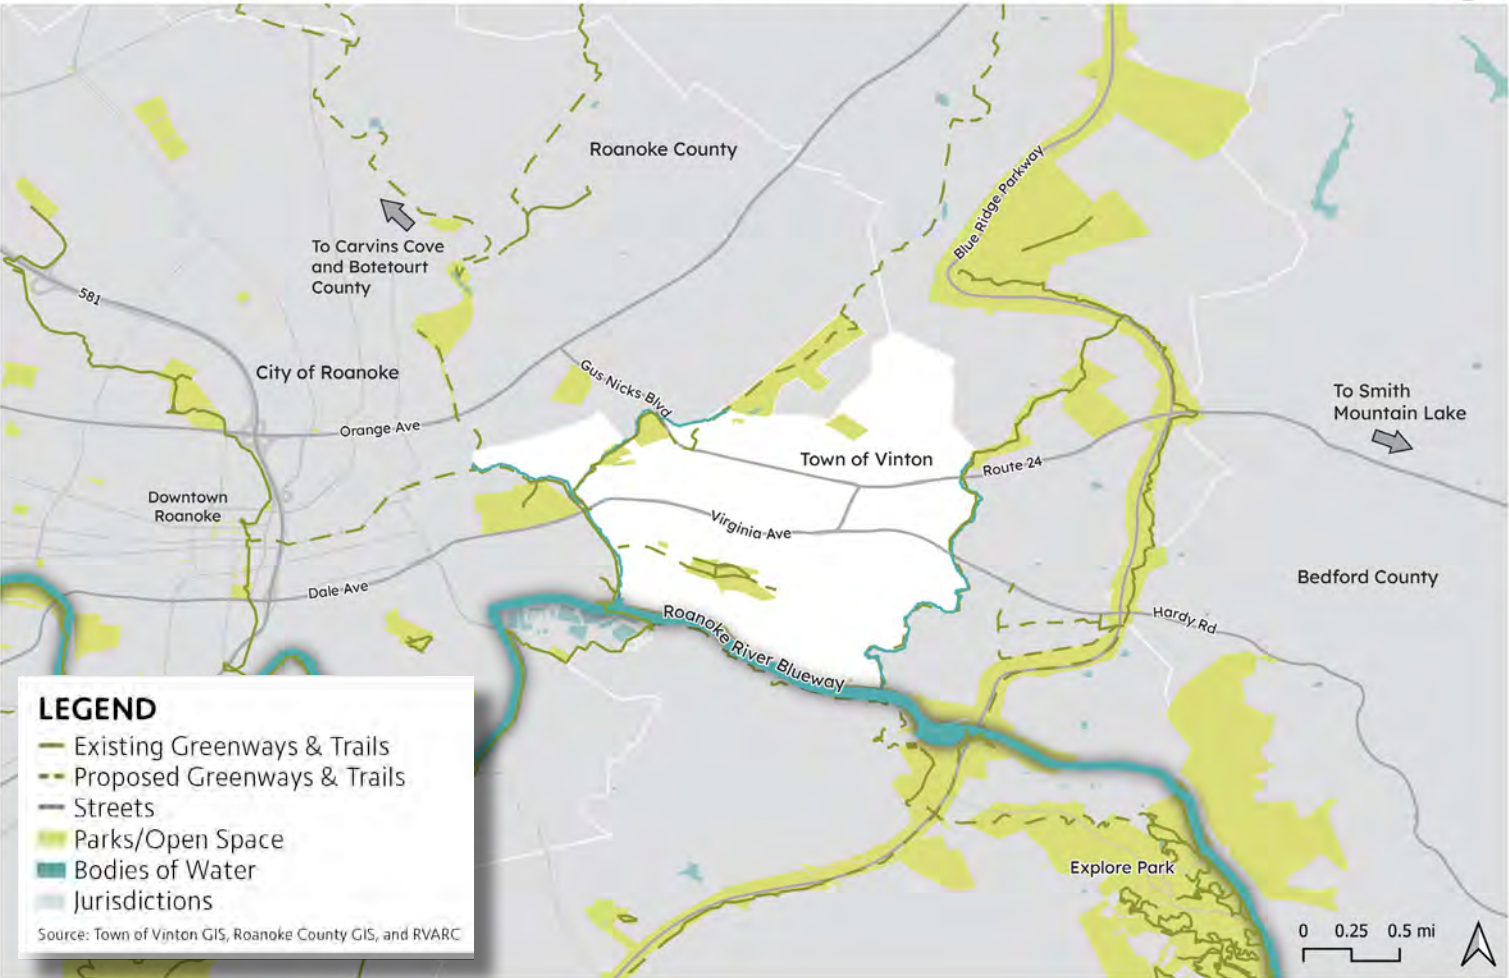 Roanoke County
Blue Ridge Parkway
To Carvins Cove
and Botetourt
County
581
City of Roanoke
Gus Nicks Blvd
To Smith
Mountain Lake
Orange Ave
Town of Vinton
Route 24
Downtown
Roanoke
Virginia Ave
Bedford County
Dale Ave
Hardy Rd
Roanoke River Blueway
LEGEND
Existing Greenways & Trails
Proposed Greenways & Trails
Streets
Parks/Open Space
Bodies of Water
Jurisdictions
Source: Town of Vinton GIS, Roanoke County GIS, and RVARC
Explore Park
0 0.25 0.5 mi